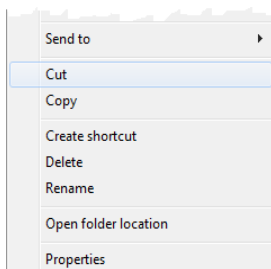 Send to
Cut
Copy
Create shortcut
Delete
Rename
Open folder location
Properties